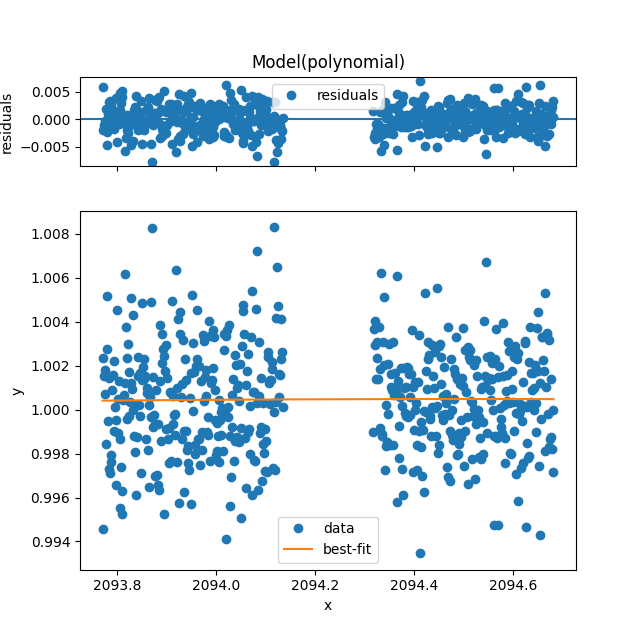 Model(polynomial)
residuals
0.005
0.000
−0.005
residuals
y
1.008
1.006
1.004
1.002
1.000
0.998
0.996
0.994
data
best-fit
2093.8 2094.0 2094.2 2094.4 2094.6
x